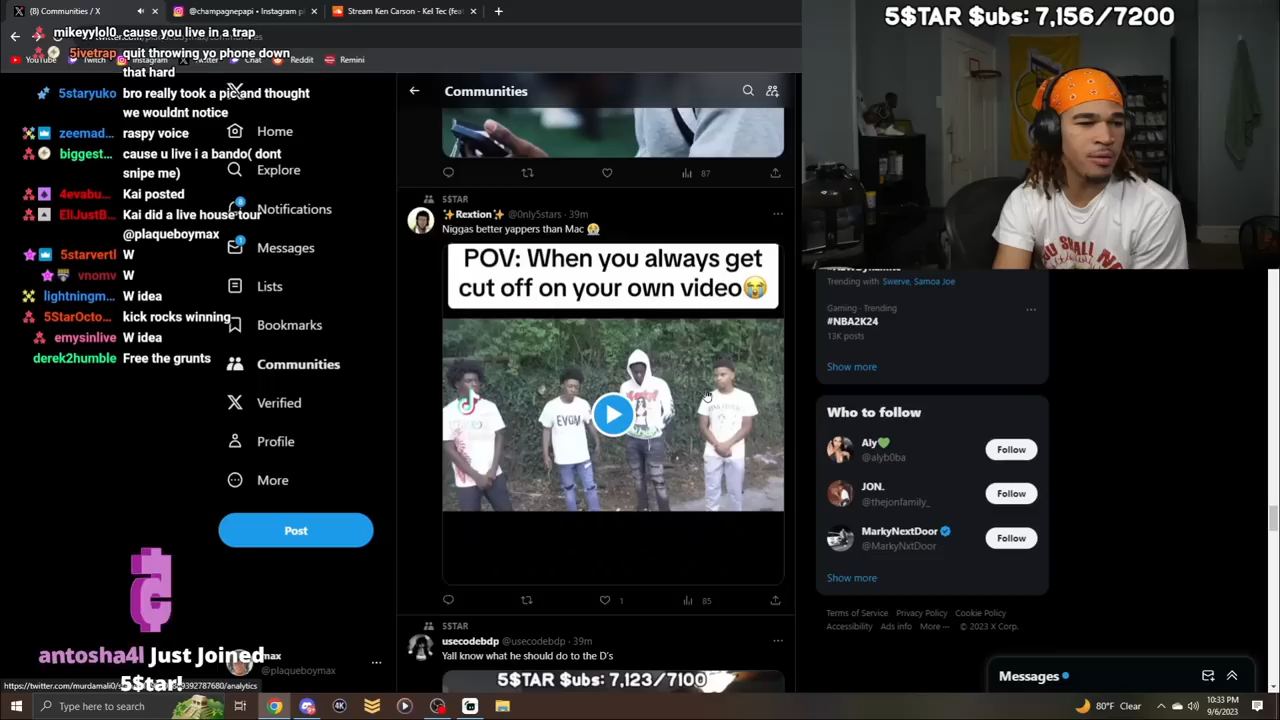 (8) Communities / X
@champagnepapi • Instagram p
Stream Ken Carson - Kel Tec (fea
YouTube
Twitch
Instagram
Twitter
Chat
Reddit
Remini
5$TAR $ubs: 7,156/7200
mikeyylol0 cause you live in a trap
5ivetrap quit throwing yo phone down
that hard
5staryuko bro really took a pic and thought
we wouldnt notice
zeemad... raspy voice
biggest... cause u live i a bando( dont
snipe me)
4evabu... Kai posted
EliJustB... Kai did a live house tour
@plaqueboymax
5starvertl W
vnomv W
lightningm... W idea
5StarOcto... kick rocks winning
emysinlive W idea
derek2humble Free the grunts
Home
Explore
8
Notifications
1
Messages
Lists
Bookmarks
Communities
Verified
Profile
More
Post
antosha4l Just Joined
5$tar!
max
@plaqueboymax
Communities
87
5$TAR
✨Rextion✨ @0nly5stars · 39m
Niggas better yappers than Mac 😭
POV: When you always get
cut off on your own video😭
EVGM
1
85
5$TAR
usecodebdp @usecodebdp · 39m
Yall know what he should do to the D's
5$TAR $ubs: 7,123/7100
YOU SHALL
Trending with Swerve, Samoa Joe
Gaming · Trending
#NBA2K24
13K posts
Show more
Who to follow
Aly💚
@alyb0ba
Follow
JON.
@thejonfamily_
Follow
MarkyNextDoor
@MarkyNxtDoor
Follow
Show more
Terms of Service Privacy Policy Cookie Policy
Accessibility Ads info More ··· © 2023 X Corp.
Messages
Type here to search
80°F Clear
10:33 PM
9/6/2023